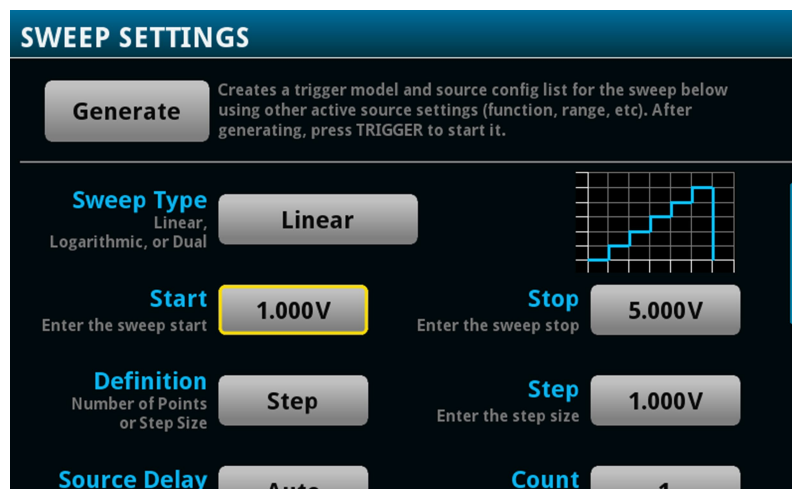 SWEEP SETTINGS
Generate
Creates a trigger model and source config list for the sweep below
using other active source settings (function, range, etc). After
generating, press TRIGGER to start it.
Sweep Type
Linear,
Logarithmic, or Dual
Linear
Start
Enter the sweep start
1.000V
Stop
Enter the sweep stop
5.000V
Definition
Number of Points
or Step Size
Step
Step
Enter the step size
1.000V
Source Delay
Auto
Count
1